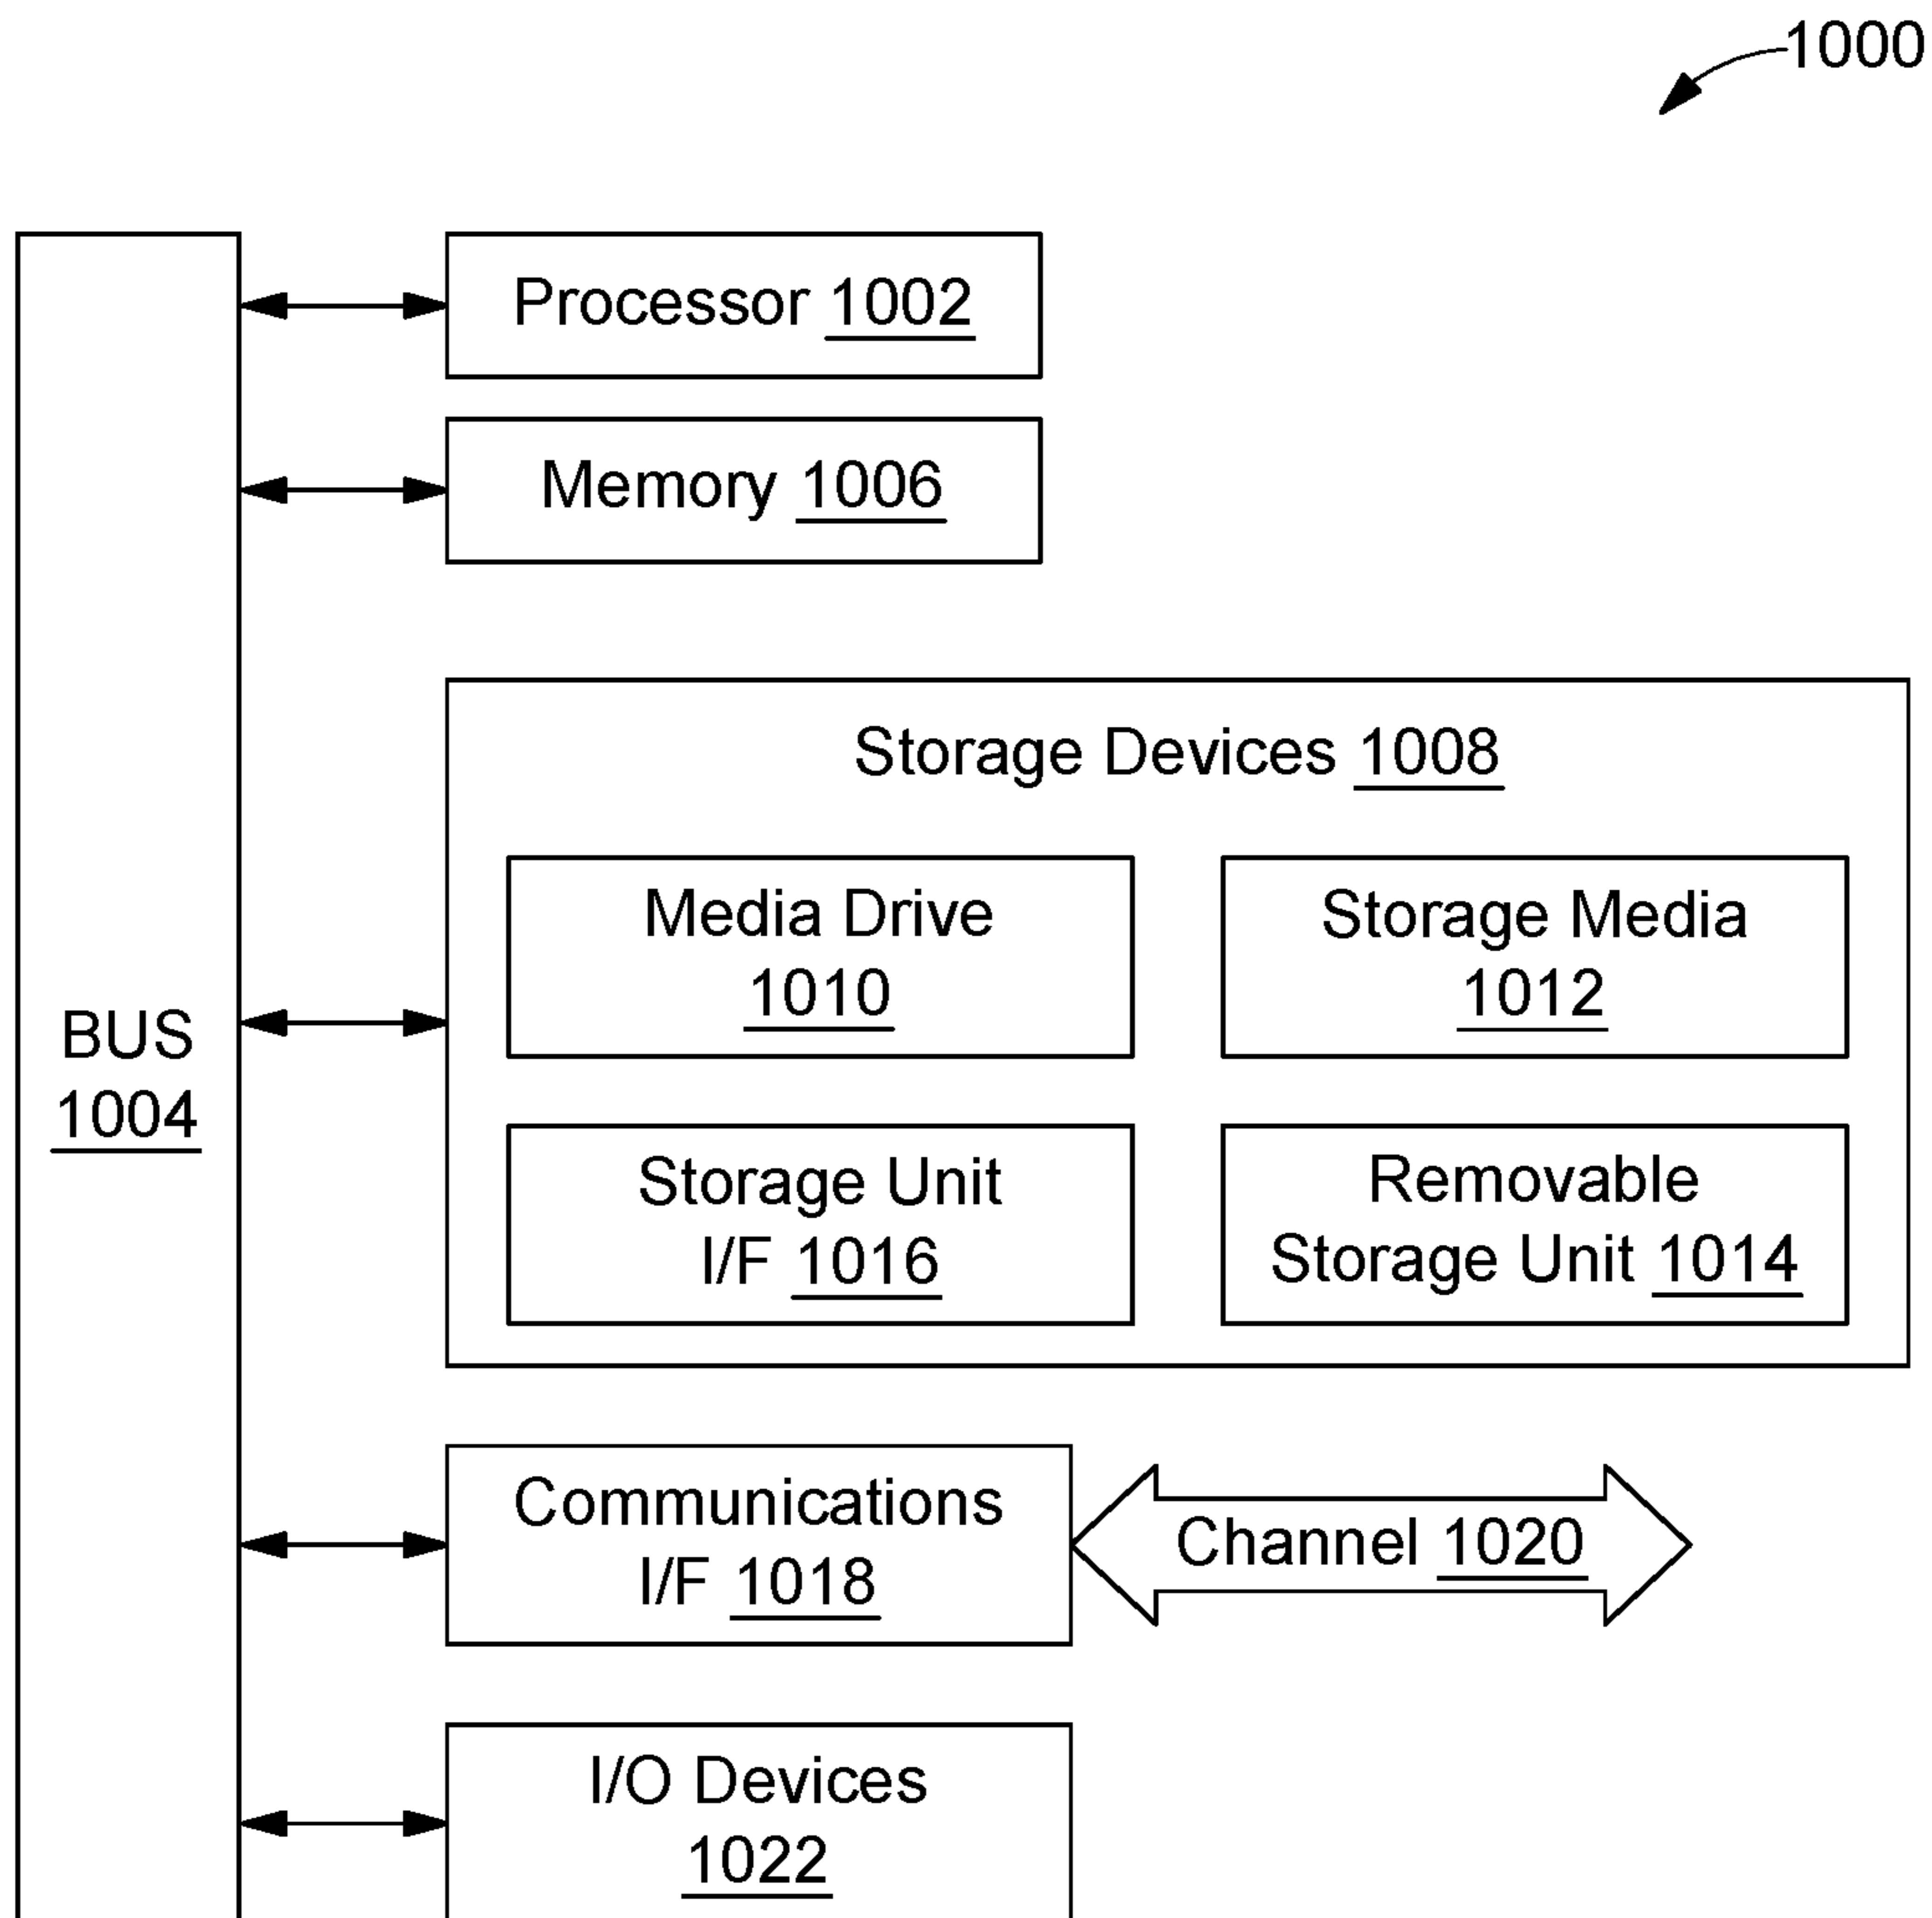 1000
Processor 1002
Memory 1006
Storage Devices 1008
Media Drive
1010
Storage Media
1012
BUS
1004
Storage Unit
I/F 1016
Removable
Storage Unit 1014
Communications
I/F 1018
Channel 1020
I/O Devices
1022